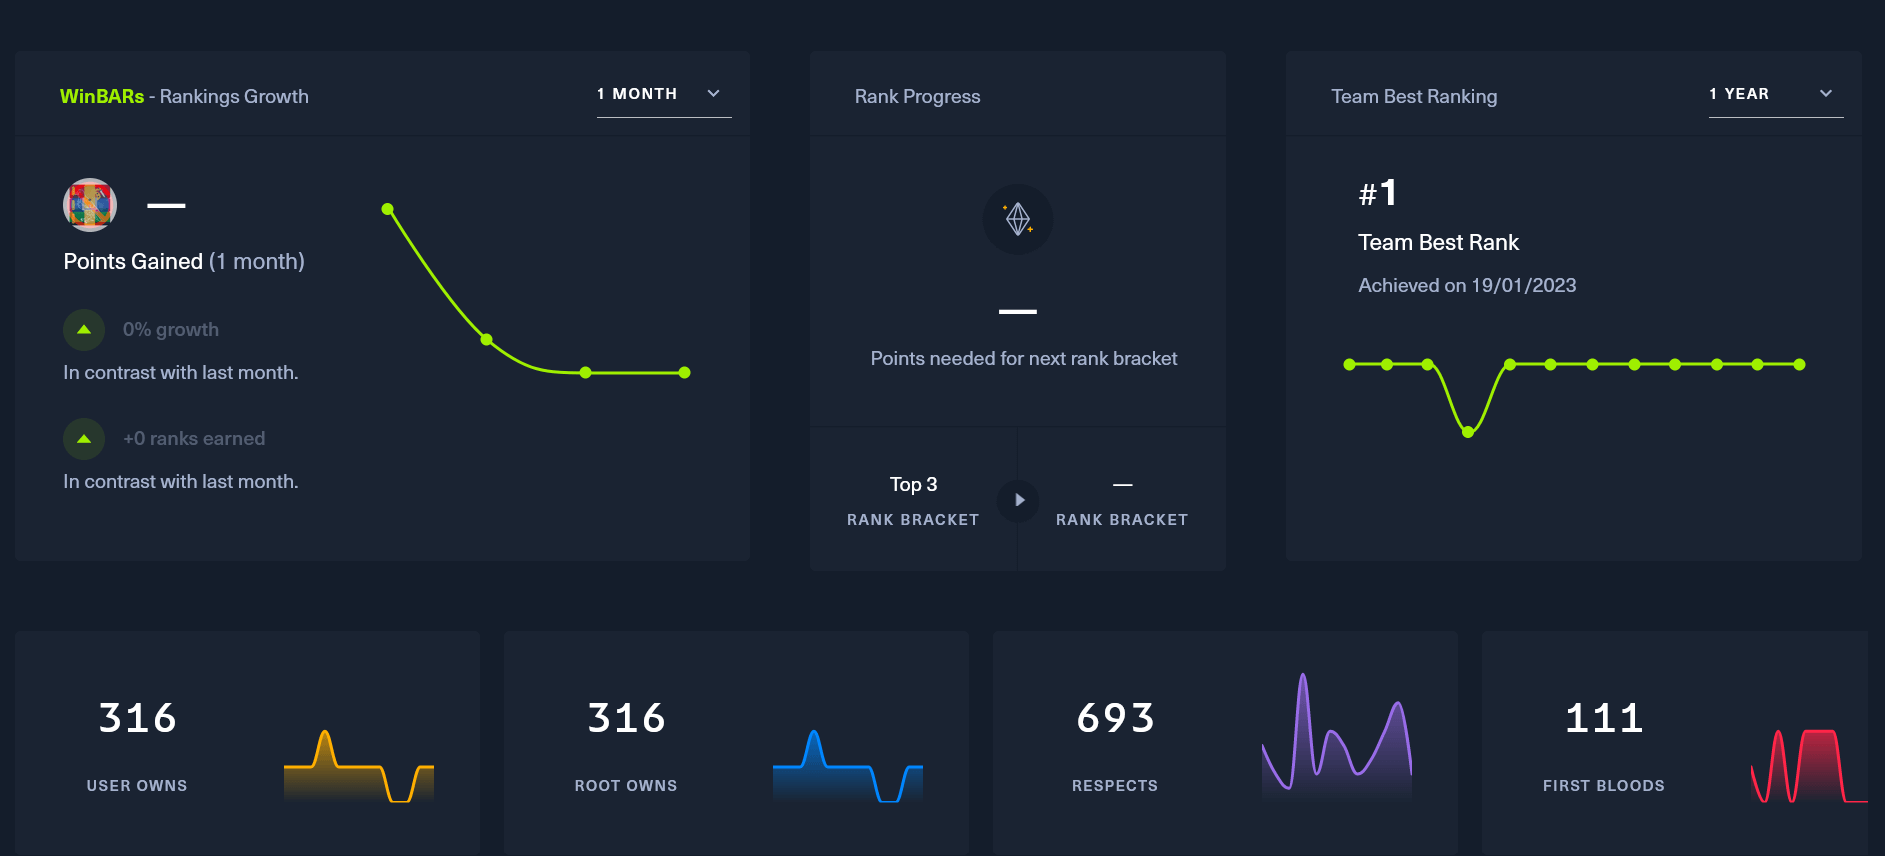 WinBARs - Rankings Growth
1 MONTH
—
Points Gained (1 month)
0% growth
In contrast with last month.
+0 ranks earned
In contrast with last month.
Rank Progress
—
Points needed for next rank bracket
Top 3
RANK BRACKET
—
RANK BRACKET
Team Best Ranking
1 YEAR
#1
Team Best Rank
Achieved on 19/01/2023
316
USER OWNS
316
ROOT OWNS
693
RESPECTS
111
FIRST BLOODS